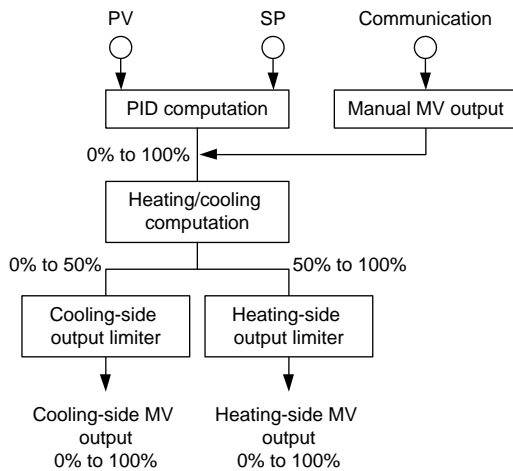 PV
SP
Communication
PID computation
Manual MV output
0% to 100%
Heating/cooling
computation
0% to 50%
50% to 100%
Cooling-side
output limiter
Heating-side
output limiter
Cooling-side MV
output
0% to 100%
Heating-side MV
output
0% to 100%